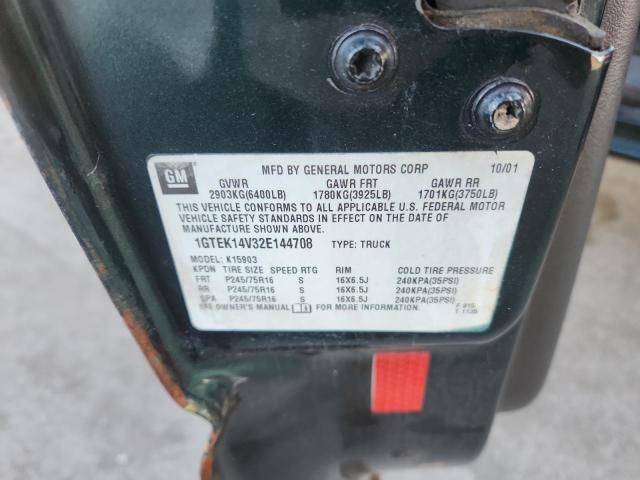 GM
MFD BY GENERAL MOTORS CORP 10/01
GVWR GAWR FRT GAWR RR
2903KG(6400LB) 1780KG(3925LB) 1701KG(3750LB)
THIS VEHICLE CONFORMS TO ALL APPLICABLE U.S. FEDERAL MOTOR
VEHICLE SAFETY STANDARDS IN EFFECT ON THE DATE OF
MANUFACTURE SHOWN ABOVE.
1GTEK14V32E144708 TYPE: TRUCK
MODEL: K15903
KPDN TIRE SIZE SPEED RTG RIM COLD TIRE PRESSURE
FRT P245/75R16 S 16X6.5J 240KPA(35PSI)
RR P245/75R16 S 16X6.5J 240KPA(35PSI)
SPA P245/75R16 S 16X6.5J 240KPA(35PSI)
SEE OWNER'S MANUAL FOR MORE INFORMATION.